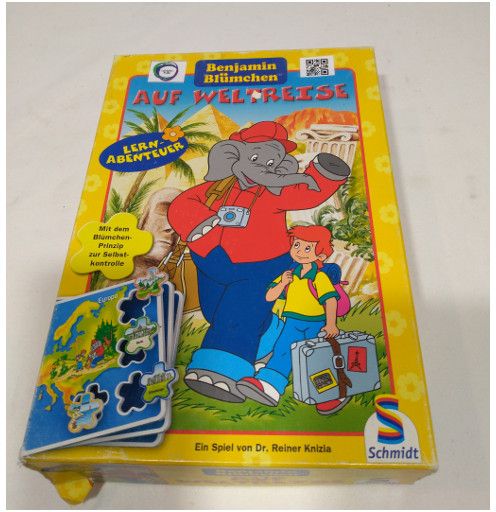 Benjamin
Blümchen
AUF WELTREISE
LERN-
ABENTEUER
Mit dem
Blümchen-
Prinzip
zur Selbst-
kontrolle
Europa
Ein Spiel von Dr. Reiner Knizia
S
Schmidt